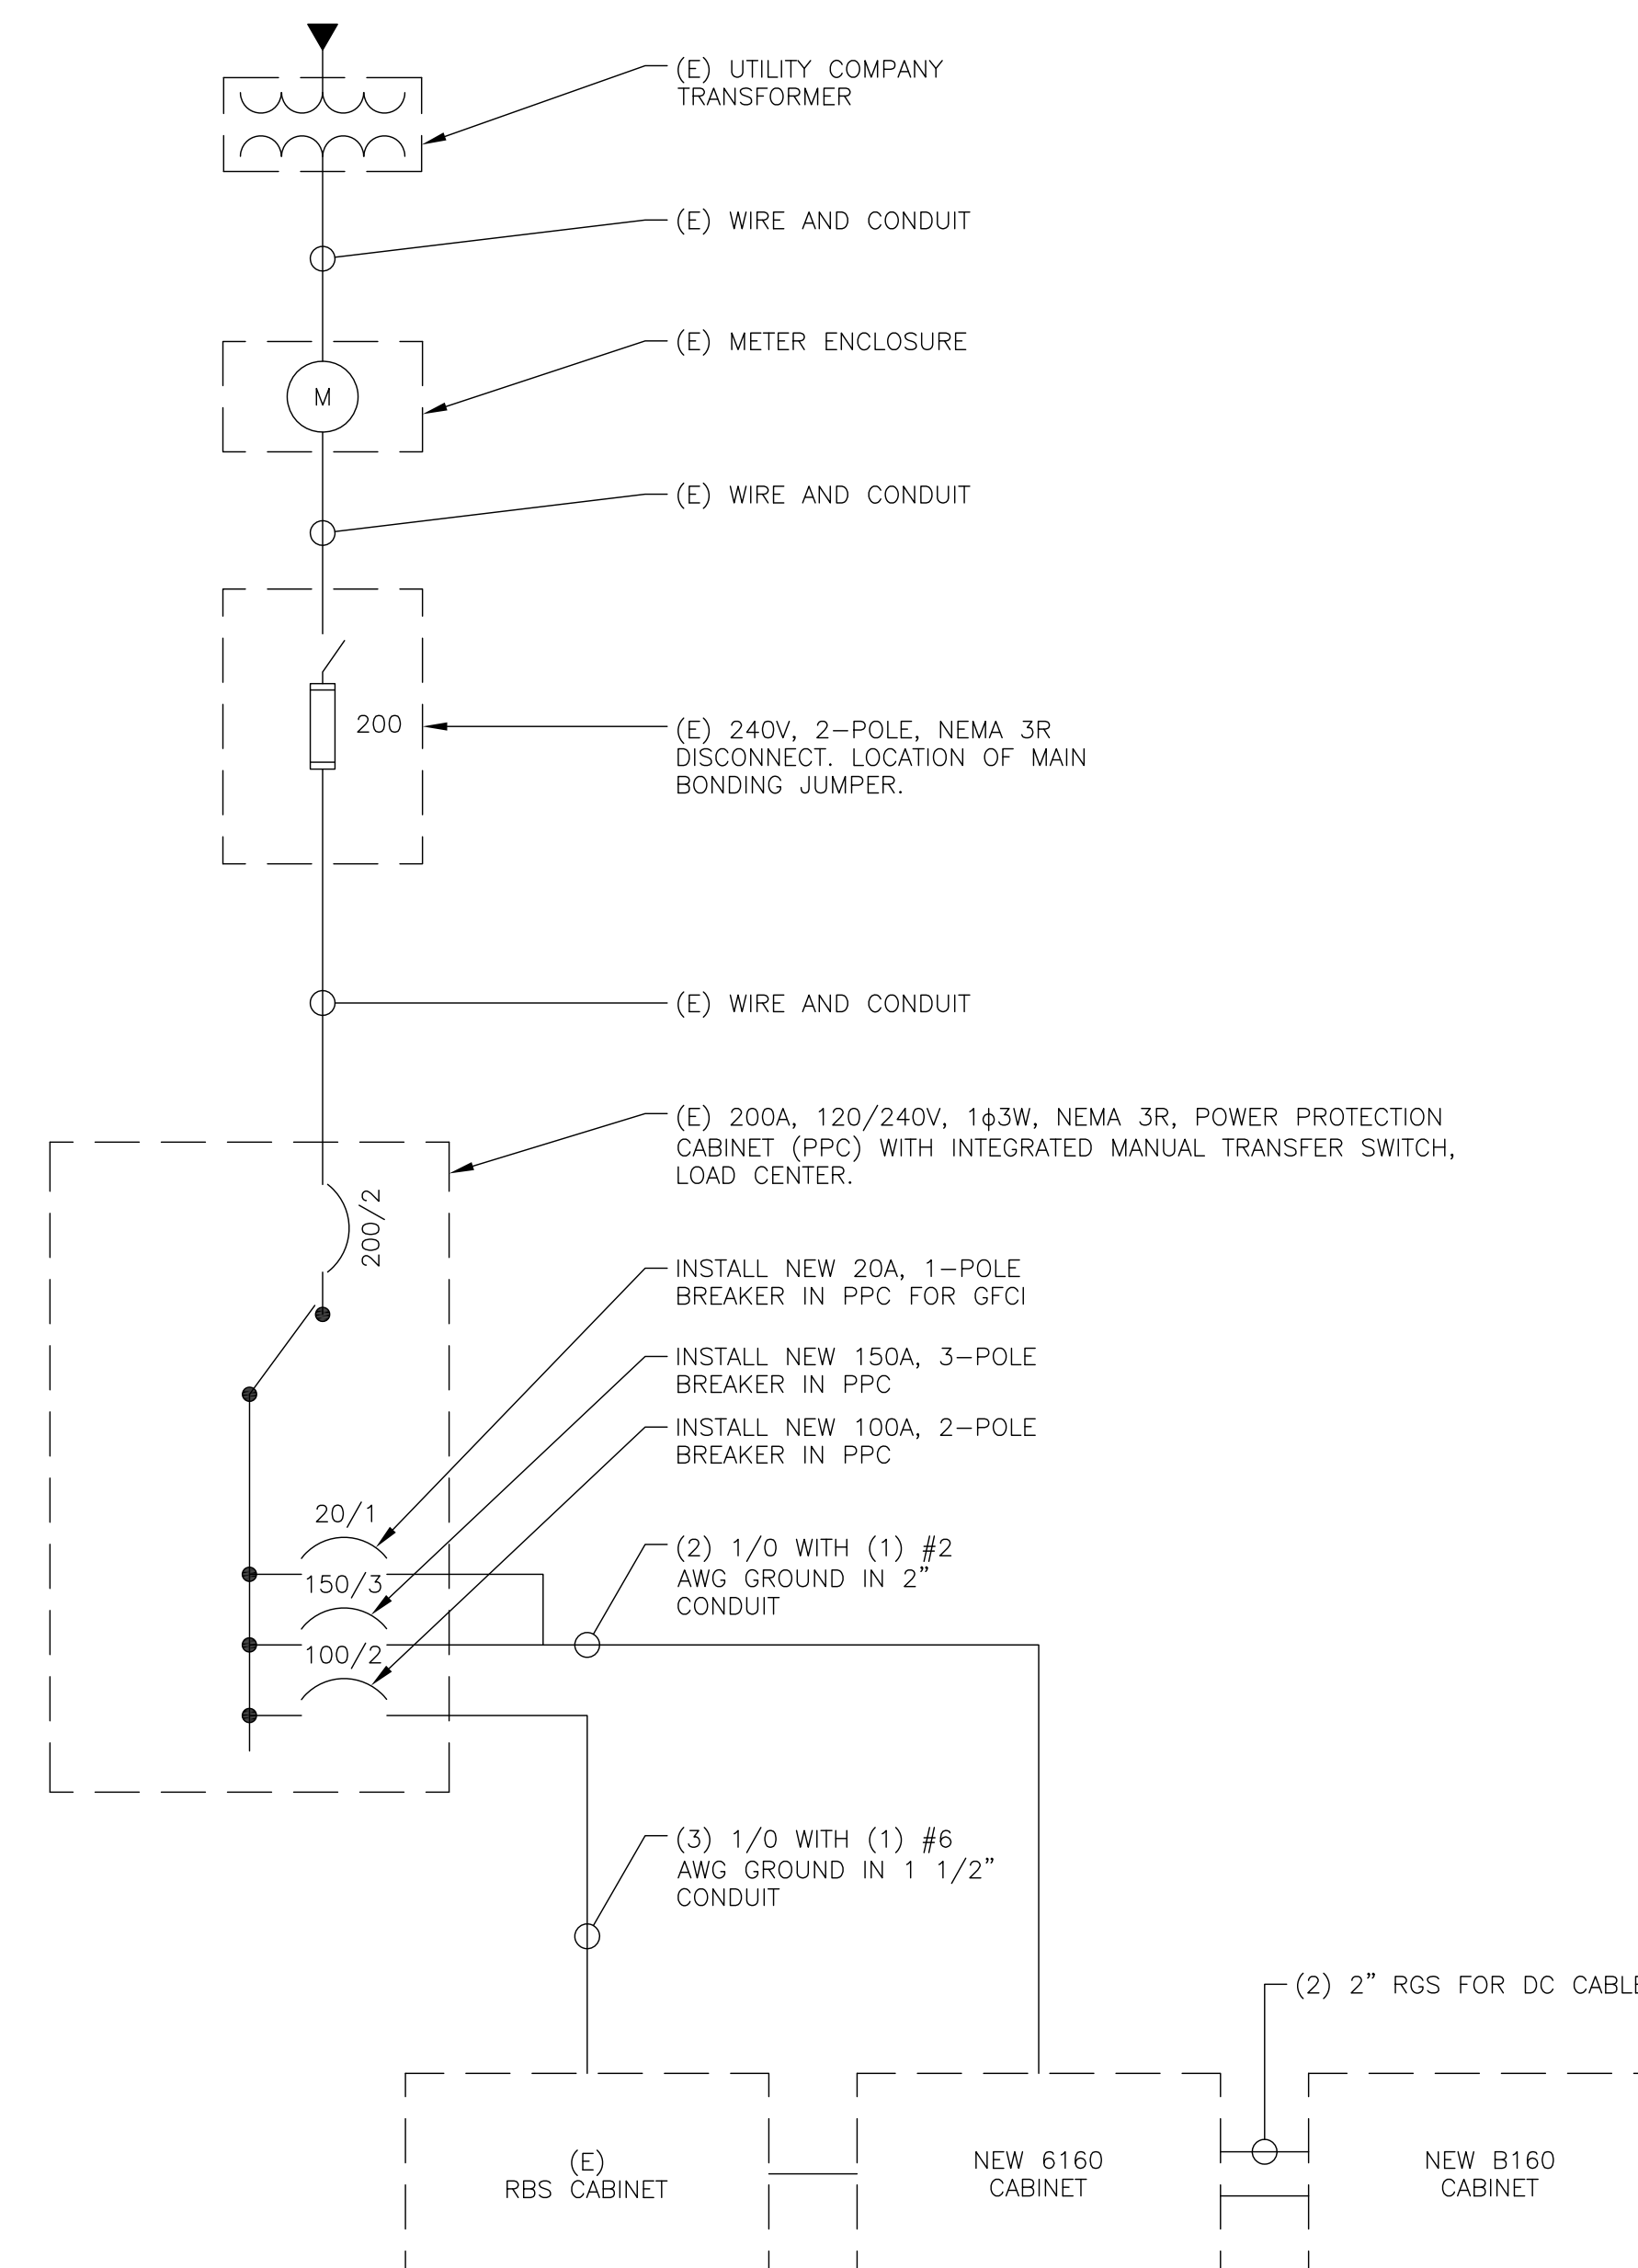 (E) UTILITY COMPANY
TRANSFORMER
(E) WIRE AND CONDUIT
(E) METER ENCLOSURE
M
(E) WIRE AND CONDUIT
200
(E) 240V, 2-POLE, NEMA 3R
DISCONNECT. LOCATION OF MAIN
BONDING JUMPER.
(E) WIRE AND CONDUIT
(E) 200A, 120/240V, 1ϕ3W, NEMA 3R, POWER PROTECTION
CABINET (PPC) WITH INTEGRATED MANUAL TRANSFER SWITCH,
LOAD CENTER.
200/2
INSTALL NEW 20A, 1-POLE
BREAKER IN PPC FOR GFCI
INSTALL NEW 150A, 3-POLE
BREAKER IN PPC
INSTALL NEW 100A, 2-POLE
BREAKER IN PPC
20/1
150/3
100/2
(2) 1/0 WITH (1) #2
AWG GROUND IN 2"
CONDUIT
(3) 1/0 WITH (1) #6
AWG GROUND IN 1 1/2"
CONDUIT
(2) 2" RGS FOR DC CABLE
(E)
RBS CABINET
NEW 6160
CABINET
NEW B160
CABINET